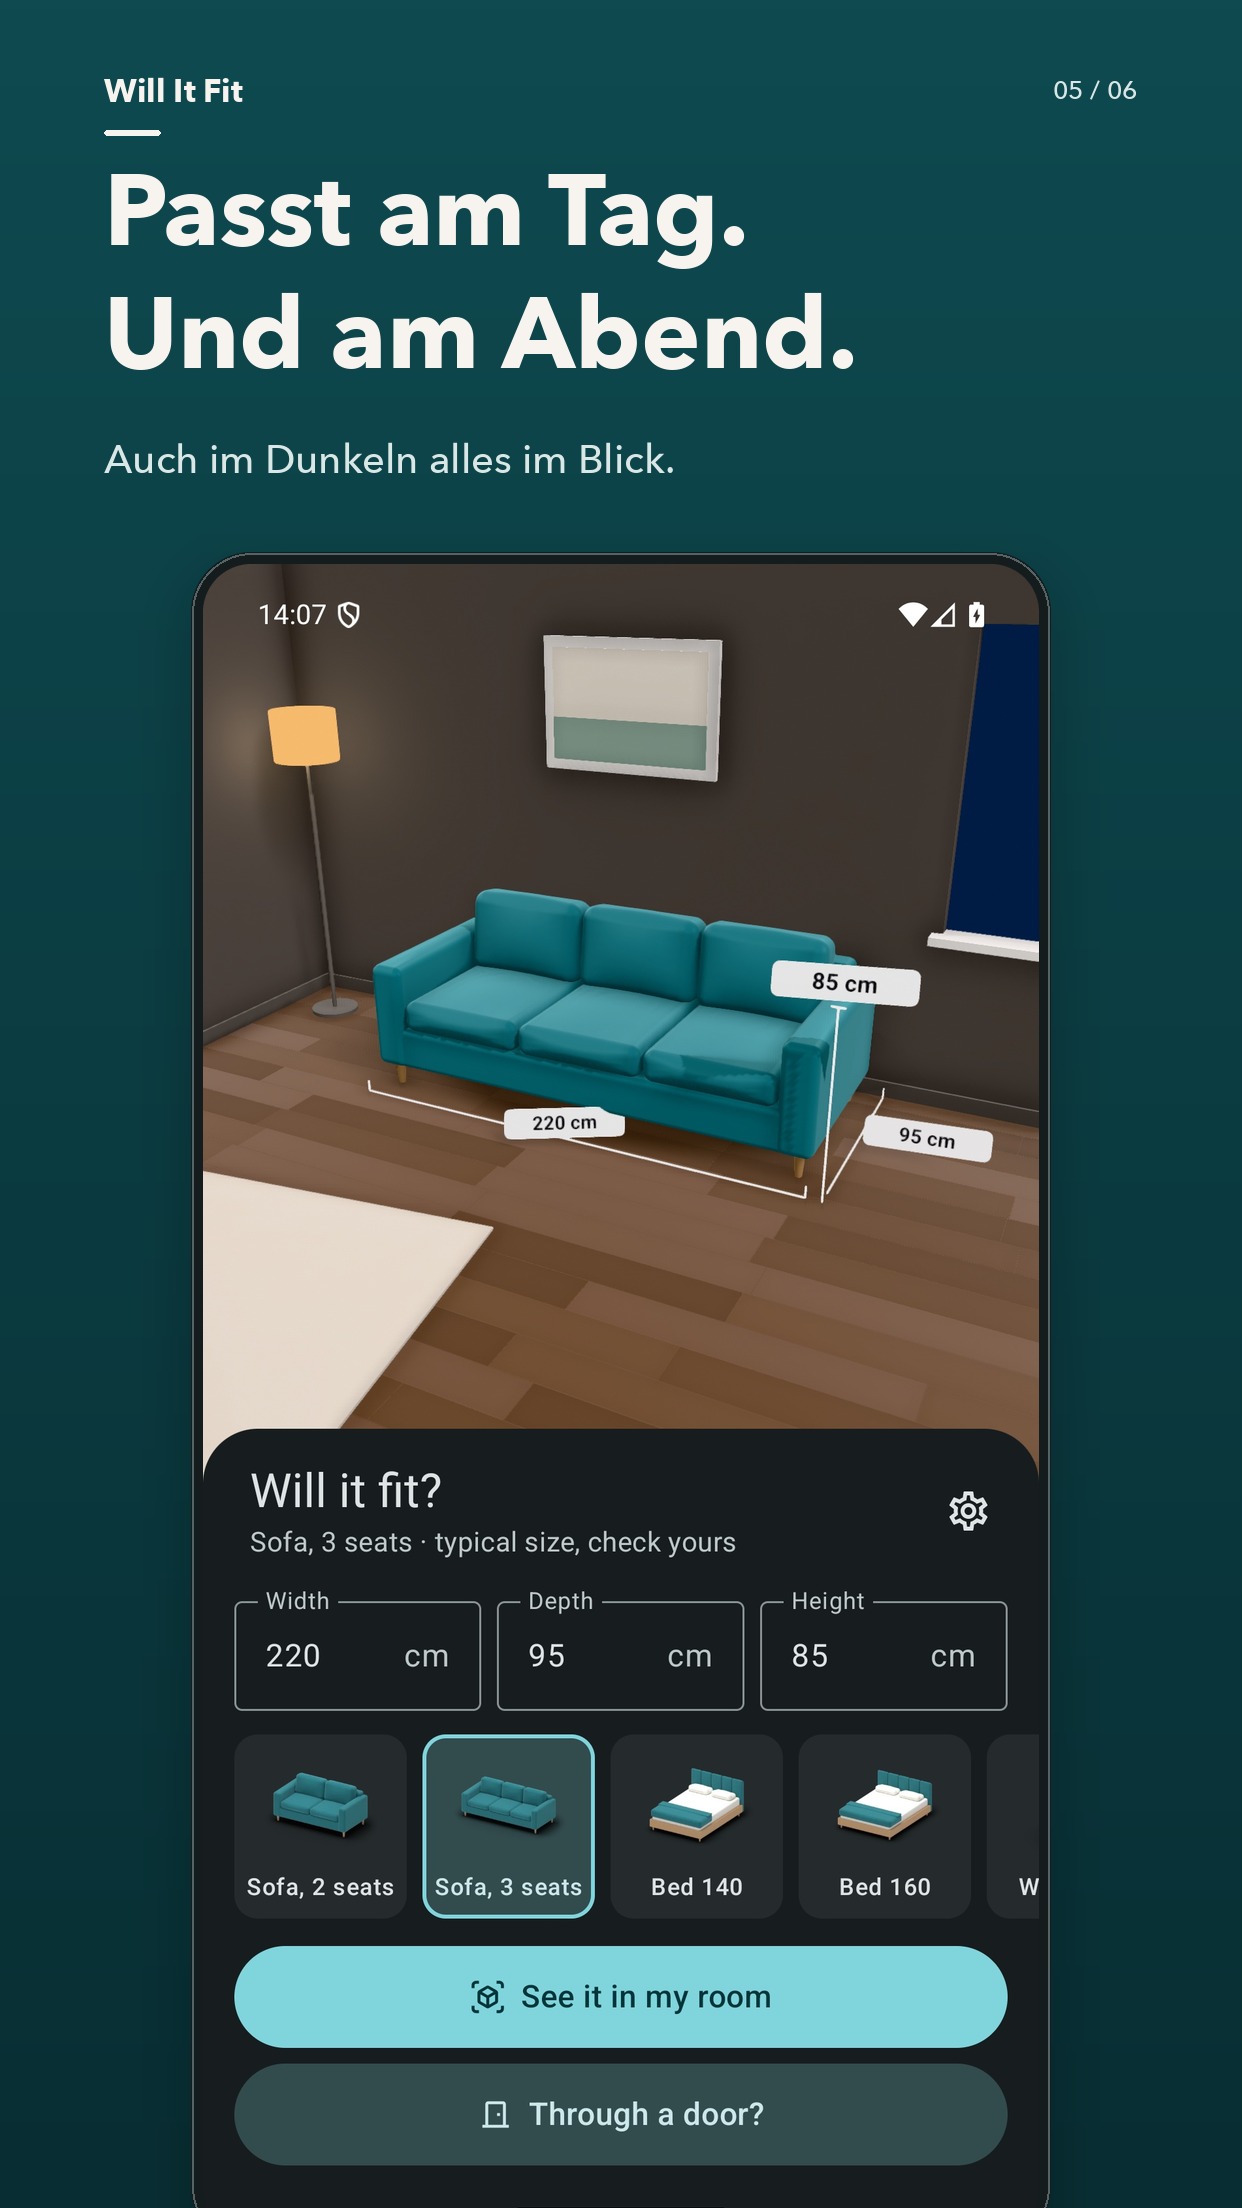 Will It Fit
05 / 06
Passt am Tag.
Und am Abend.
Auch im Dunkeln alles im Blick.
14:07
85 cm
220 cm
95 cm
Will it fit?
Sofa, 3 seats · typical size, check yours
Width
Depth
Height
220 cm
95 cm
85 cm
Sofa, 2 seats
Sofa, 3 seats
Bed 140
Bed 160
W
See it in my room
Through a door?